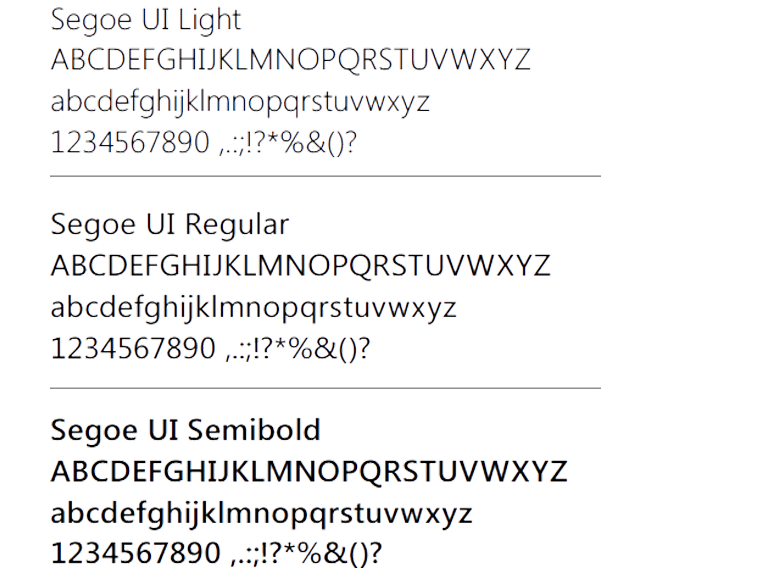 Segoe UI Light
ABCDEFGHIJKLMNOPQRSTUVWXYZ
abcdefghijklmnopqrstuvwxyz
1234567890 ,.:;!?*%&()?
Segoe UI Regular
ABCDEFGHIJKLMNOPQRSTUVWXYZ
abcdefghijklmnopqrstuvwxyz
1234567890 ,.:;!?*%&()?
Segoe UI Semibold
ABCDEFGHIJKLMNOPQRSTUVWXYZ
abcdefghijklmnopqrstuvwxyz
1234567890 ,.:;!?*%&()?